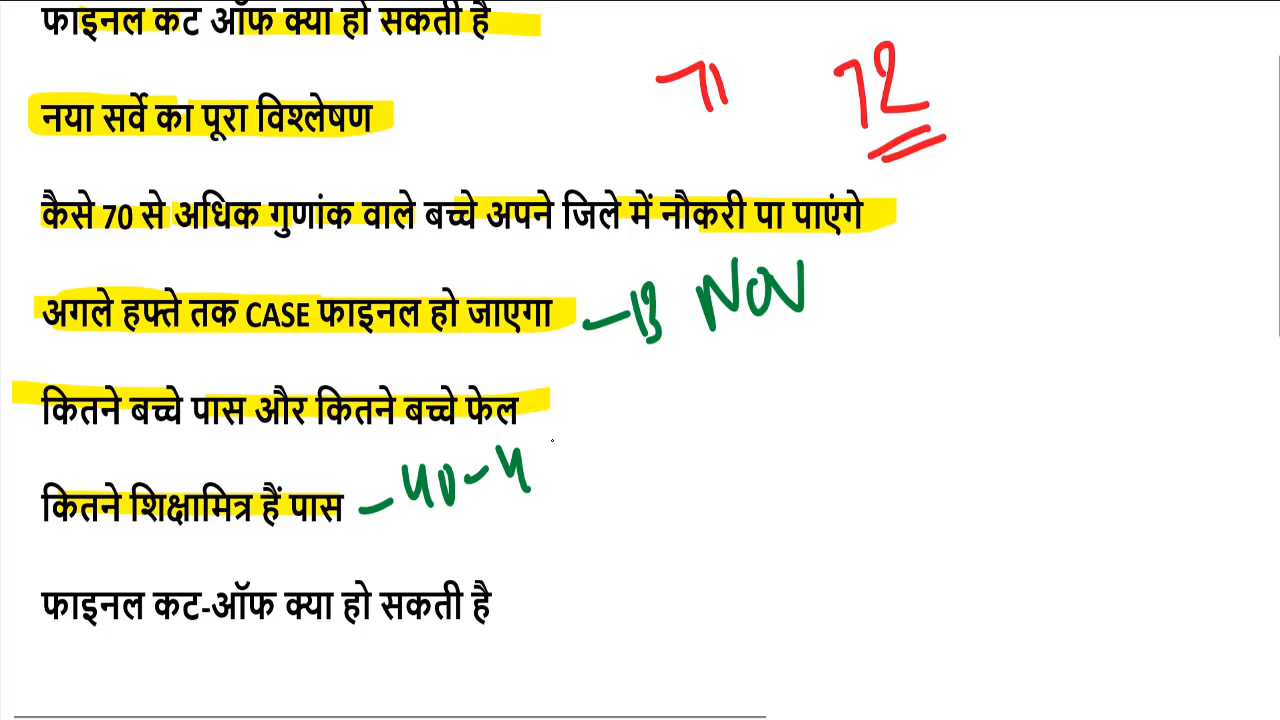 फाइनल कट ऑफ क्या हो सकती है
71 72
नया सर्वे का पूरा विश्लेषण
कैसे 70 से अधिक गुणांक वाले बच्चे अपने जिले में नौकरी पा पाएंगे
अगले हफ्ते तक CASE फाइनल हो जाएगा - 13 NOV
कितने बच्चे पास और कितने बच्चे फेल
कितने शिक्षामित्र हैं पास - 40-4
फाइनल कट-ऑफ क्या हो सकती है